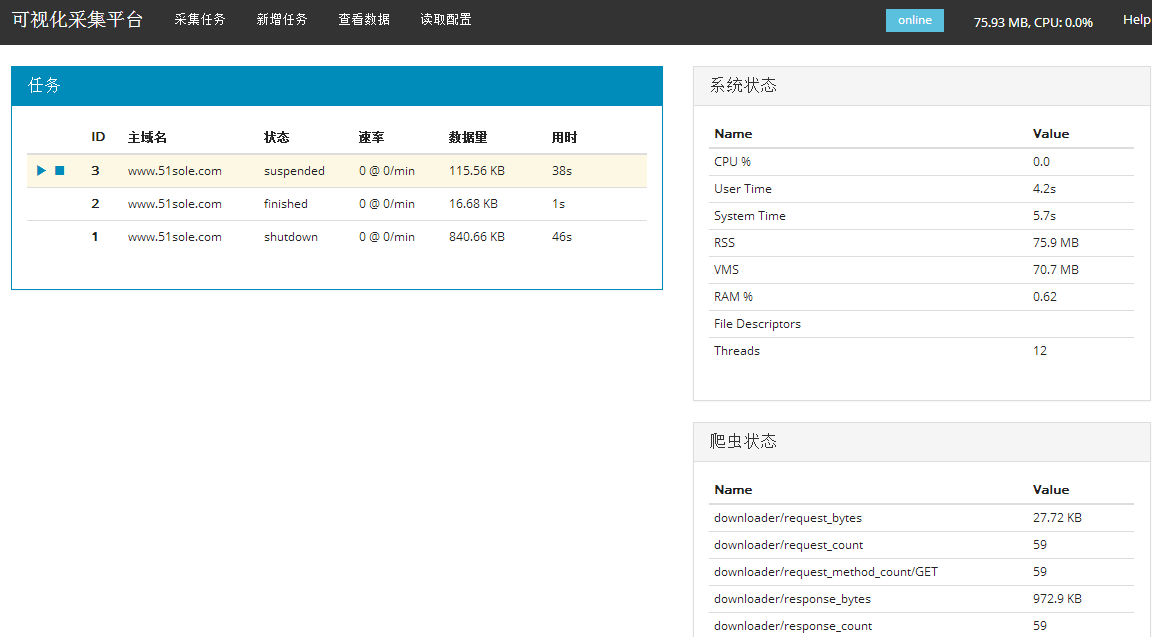 可视化采集平台 采集任务 新增任务 查看数据 读取配置 online 75.93 MB, CPU: 0.0% Help
任务
ID 主域名 状态 速率 数据量 用时
3 www.51sole.com suspended 0 @ 0/min 115.56 KB 38s
2 www.51sole.com finished 0 @ 0/min 16.68 KB 1s
1 www.51sole.com shutdown 0 @ 0/min 840.66 KB 46s
系统状态
Name Value
CPU % 0.0
User Time 4.2s
System Time 5.7s
RSS 75.9 MB
VMS 70.7 MB
RAM % 0.62
File Descriptors
Threads 12
爬虫状态
Name Value
downloader/request_bytes 27.72 KB
downloader/request_count 59
downloader/request_method_count/GET 59
downloader/response_bytes 972.9 KB
downloader/response_count 59